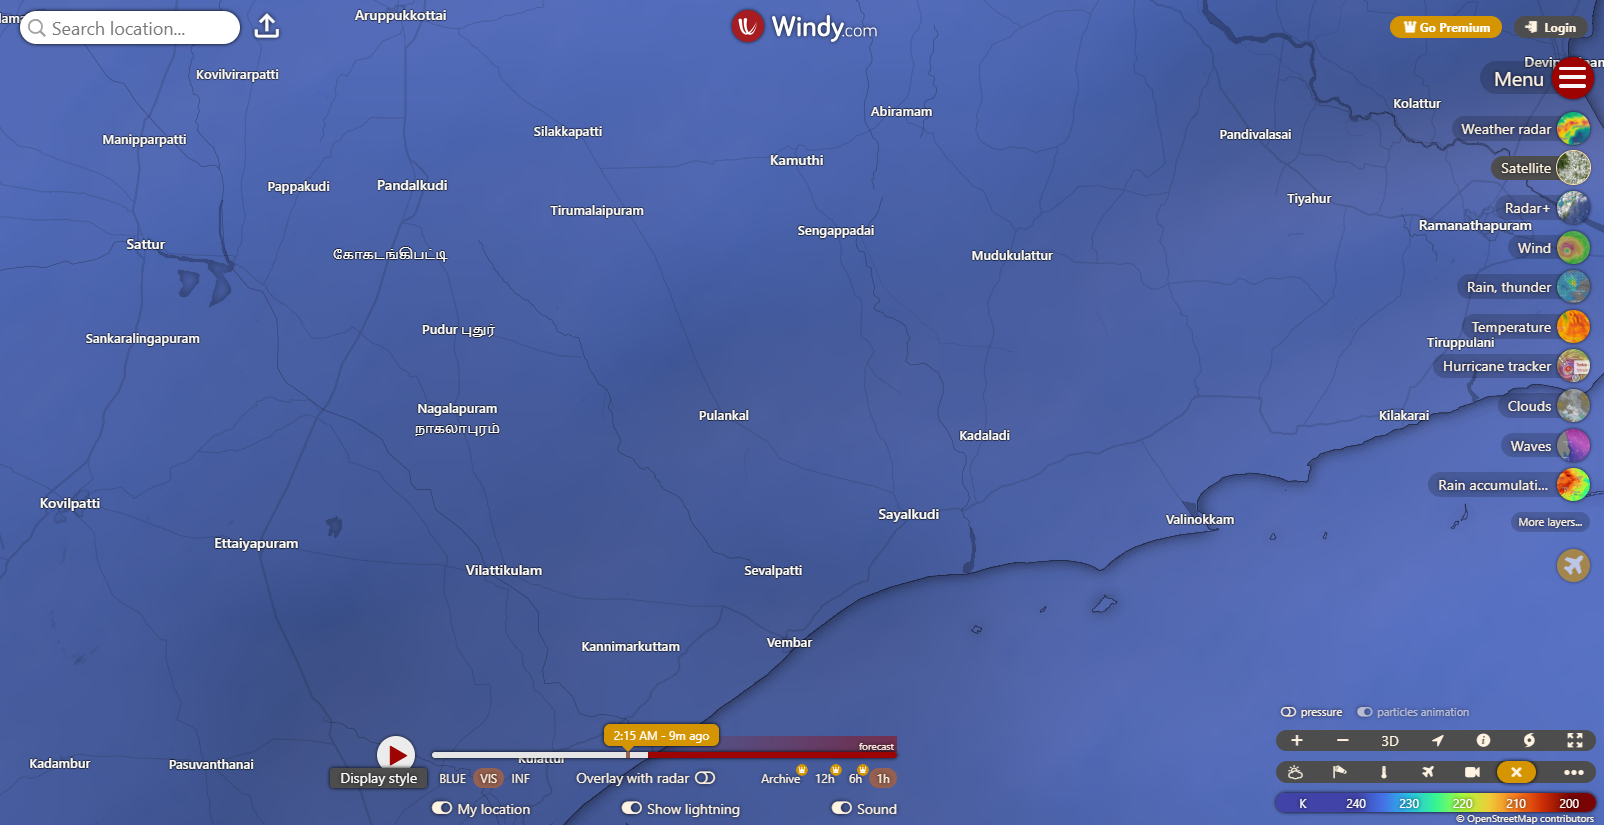 Aruppukkottai
Search location...
Windy.com
Go Premium
Login
Menu
Kovilvirarpatti
Kolattur
Abiramam
Weather radar
Silakkapatti
Pandivalasai
Manipparpatti
Kamuthi
Satellite
Pappakudi
Pandalkudi
Tiyahur
Radar+
Tirumalaipuram
Ramanathapuram
Sengappadai
Sattur
Wind
கோகடங்கிபட்டி
Mudukulattur
Rain, thunder
Pudur புதுர்
Temperature
Sankaralingapuram
Tiruppulani
Hurricane tracker
Nagalapuram
நாகலாபுரம்
Clouds
Pulankal
Kilakarai
Kadaladi
Waves
Rain accumulati...
Kovilpatti
Sayalkudi
Valinokkam
More layers...
Ettaiyapuram
Vilattikulam
Sevalpatti
Kannimarkuttam
Vembar
pressure
particles animation
2:15 AM - 9m ago
forecast
3D
Kadambur
Pasuvanthanai
Kulattur
Display style
BLUE
VIS
INF
Overlay with radar
Archive
12h
6h
1h
My location
Show lightning
Sound
K 240 230 220 210 200
© OpenStreetMap contributors